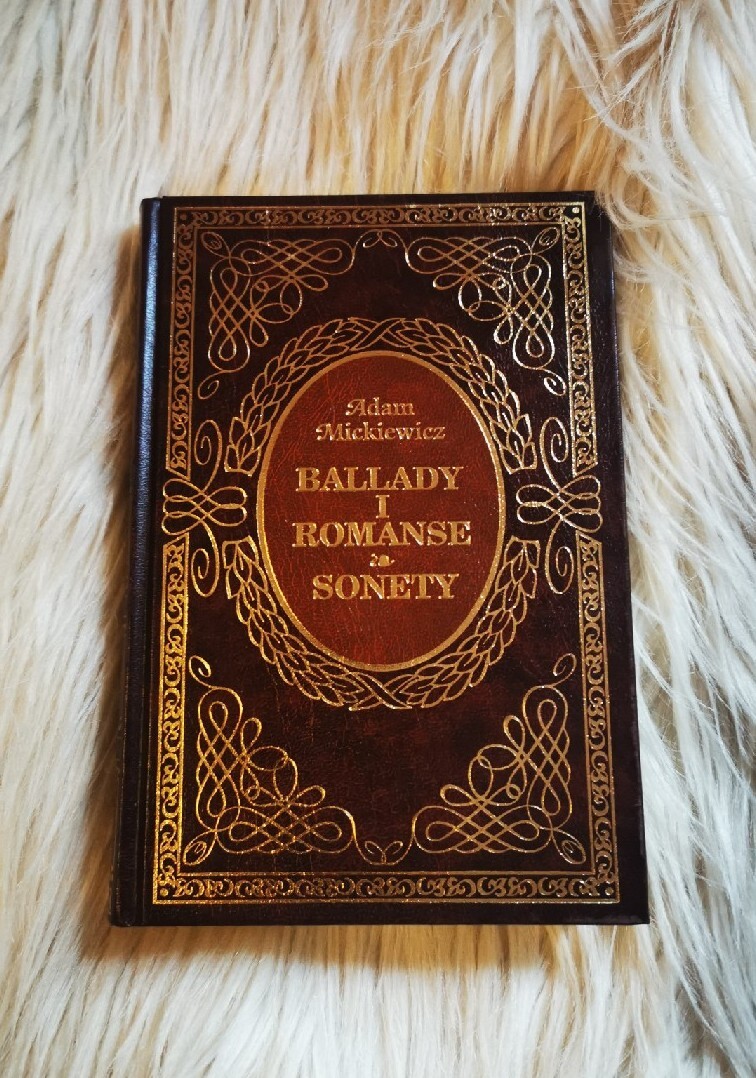 Adam
Mickiewicz
BALLADY
I
ROMANSE
SONETY